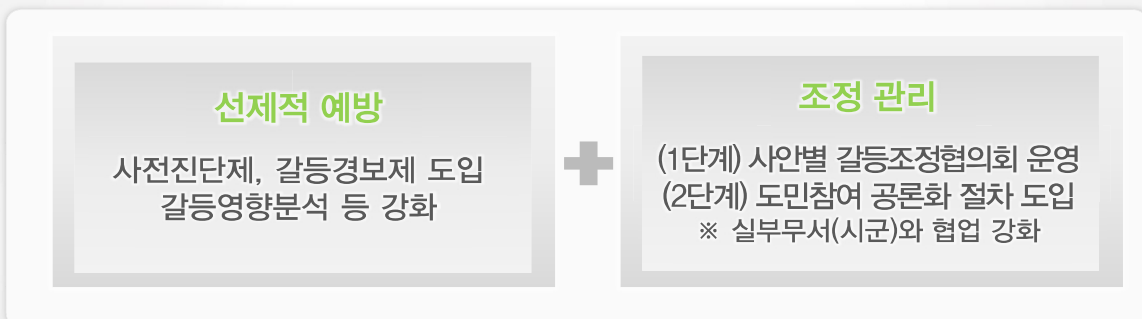 선제적 예방
사전진단제, 갈등경보제 도입
갈등영향분석 등 강화
조정 관리
(1단계) 사안별 갈등조정협의회 운영
(2단계) 도민참여 공론화 절차 도입
※ 실부무서(시군)와 협업 강화